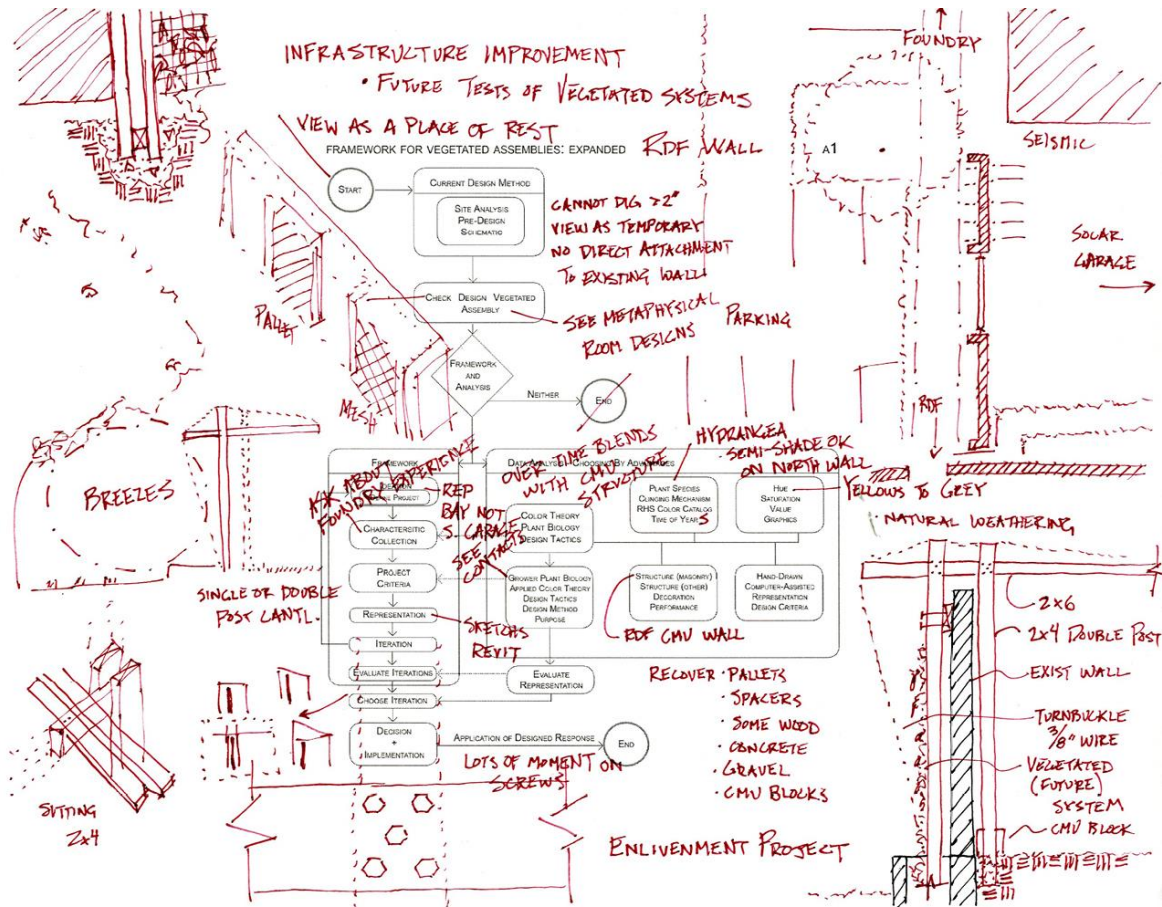 INFRASTRUCTURE IMPROVEMENT
• FUTURE TESTS OF VEGETATED SYSTEMS
VIEW AS A PLACE OF REST
FRAMEWORK FOR VEGETATED ASSEMBLIES: EXPANDED
RDF WALL
START
CURRENT DESIGN METHOD
SITE ANALYSIS
PRE-DESIGN
SCHEMATIC
CANNOT DIG >2"
VIEW AS TEMPORARY
NO DIRECT ATTACHMENT
TO EXISTING WALL
CHECK DESIGN VEGETATED
ASSEMBLY
SEE METAPHYSICAL
ROOM DESIGNS
PARKING
FRAMEWORK
AND
ANALYSIS
NEITHER
END
PALLET
MESH
FOUNDRY
A1
SEISMIC
SOLAR
GARAGE
RDF
BREEZES
SINGLE OR DOUBLE
POST CANTL.
FRAMEWORK
ASK ABOUT
FOUNDRY EXPERIENCE
PROJECT
REP
BAY NOT
S. GARAGE
SEE
CONTACTS
CHARACTERSITIC
COLLECTION
PROJECT
CRITERIA
REPRESENTATION
SKETCHS
REVIT
ITERATION
EVALUATE ITERATIONS
CHOOSE ITERATION
DECISION
+
IMPLEMENTATION
DATA ANALYSIS: CHOOSING BY ADVANTAGES
OVER TIME BLENDS
WITH CMU
STRUCTURE
COLOR THEORY
PLANT BIOLOGY
DESIGN TACTICS
HYDRANGEA
• SEMI-SHADE OK
ON NORTH WALL
PLANT SPECIES
CLINGING MECHANISM
RHS COLOR CATALOG
TIME OF YEARS
HUE
SATURATION
VALUE
GRAPHICS
YELLOWS TO GREY
• NATURAL WEATHERING
GROWER PLANT BIOLOGY
APPLIED COLOR THEORY
DESIGN TACTICS
DESIGN METHOD
PURPOSE
STRUCTURE (MASONRY)
STRUCTURE (OTHER)
DECORATION
PERFORMANCE
HAND-DRAWN
COMPUTER-ASSISTED
REPRESENTATION
DESIGN CRITERIA
RDF CMU WALL
EVALUATE
REPRESENTATION
APPLICATION OF DESIGNED RESPONSE
END
LOTS OF MOMENT ON
SCREWS
RECOVER • PALLETS
• SPACERS
• SOME WOOD
• CONCRETE
• GRAVEL
• CMU BLOCKS
ENLIVENMENT PROJECT
2x4
2x6
2x4 DOUBLE POST
EXIST WALL
TURNBUCKLE
3/8" WIRE
VEGETATED
(FUTURE)
SYSTEM
CMU BLOCK